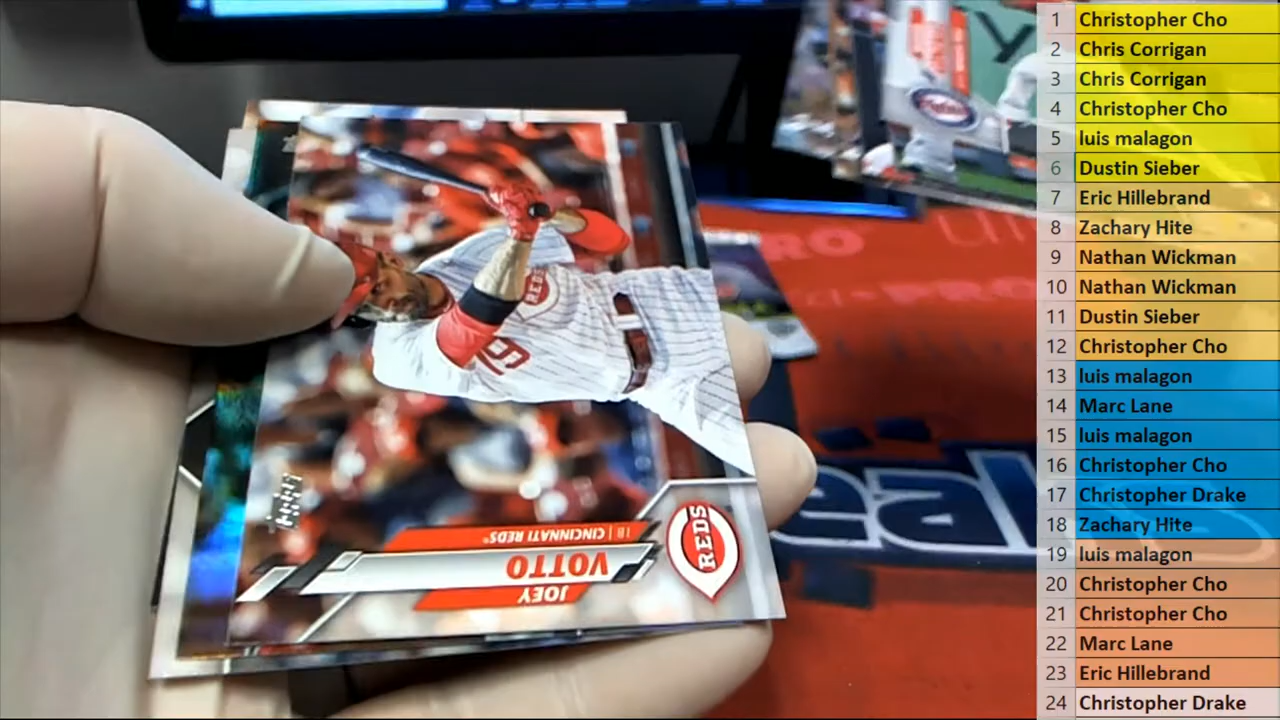 1 Christopher Cho
2 Chris Corrigan
3 Chris Corrigan
4 Christopher Cho
5 luis malagon
6 Dustin Sieber
7 Eric Hillebrand
8 Zachary Hite
9 Nathan Wickman
10 Nathan Wickman
11 Dustin Sieber
12 Christopher Cho
13 luis malagon
14 Marc Lane
15 luis malagon
16 Christopher Cho
17 Christopher Drake
18 Zachary Hite
19 luis malagon
20 Christopher Cho
21 Christopher Cho
22 Marc Lane
23 Eric Hillebrand
24 Christopher Drake
JOEY
VOTTO
1B | CINCINNATI REDS®
REDS
REDS
19
PRO